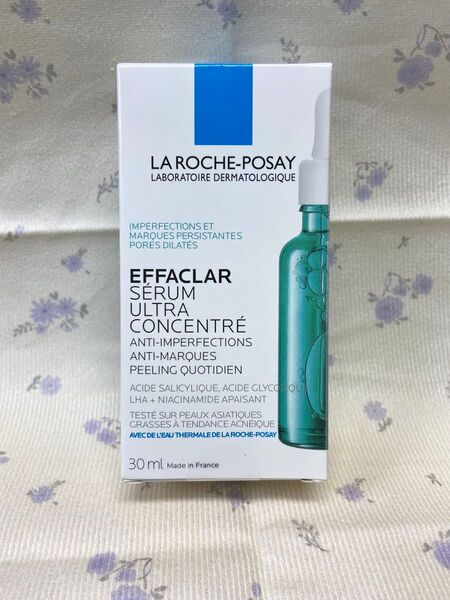 LA ROCHE-POSAY
LABORATOIRE DERMATOLOGIQUE
IMPERFECTIONS ET
MARQUES PERSISTANTES
PORES DILATÉS
EFFACLAR
SÉRUM
ULTRA
CONCENTRÉ
ANTI-IMPERFECTIONS
ANTI-MARQUES
PEELING QUOTIDIEN
ACIDE SALICYLIQUE, ACIDE GLYCOLIQUE
LHA + NIACINAMIDE APAISANT
TESTÉ SUR PEAUX ASIATIQUES
GRASSES À TENDANCE ACNÉIQUE
AVEC DE L'EAU THERMALE DE LA ROCHE-POSAY
30 ml Made in France